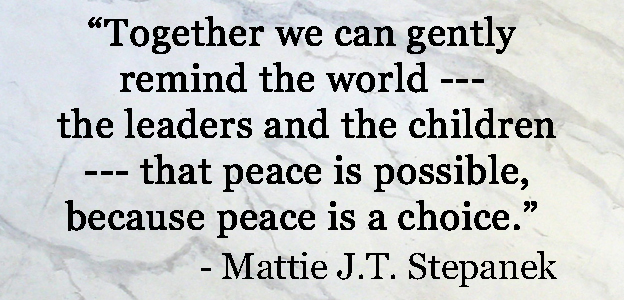 “Together we can gently
remind the world ---
the leaders and the children
--- that peace is possible,
because peace is a choice.”
- Mattie J.T. Stepanek